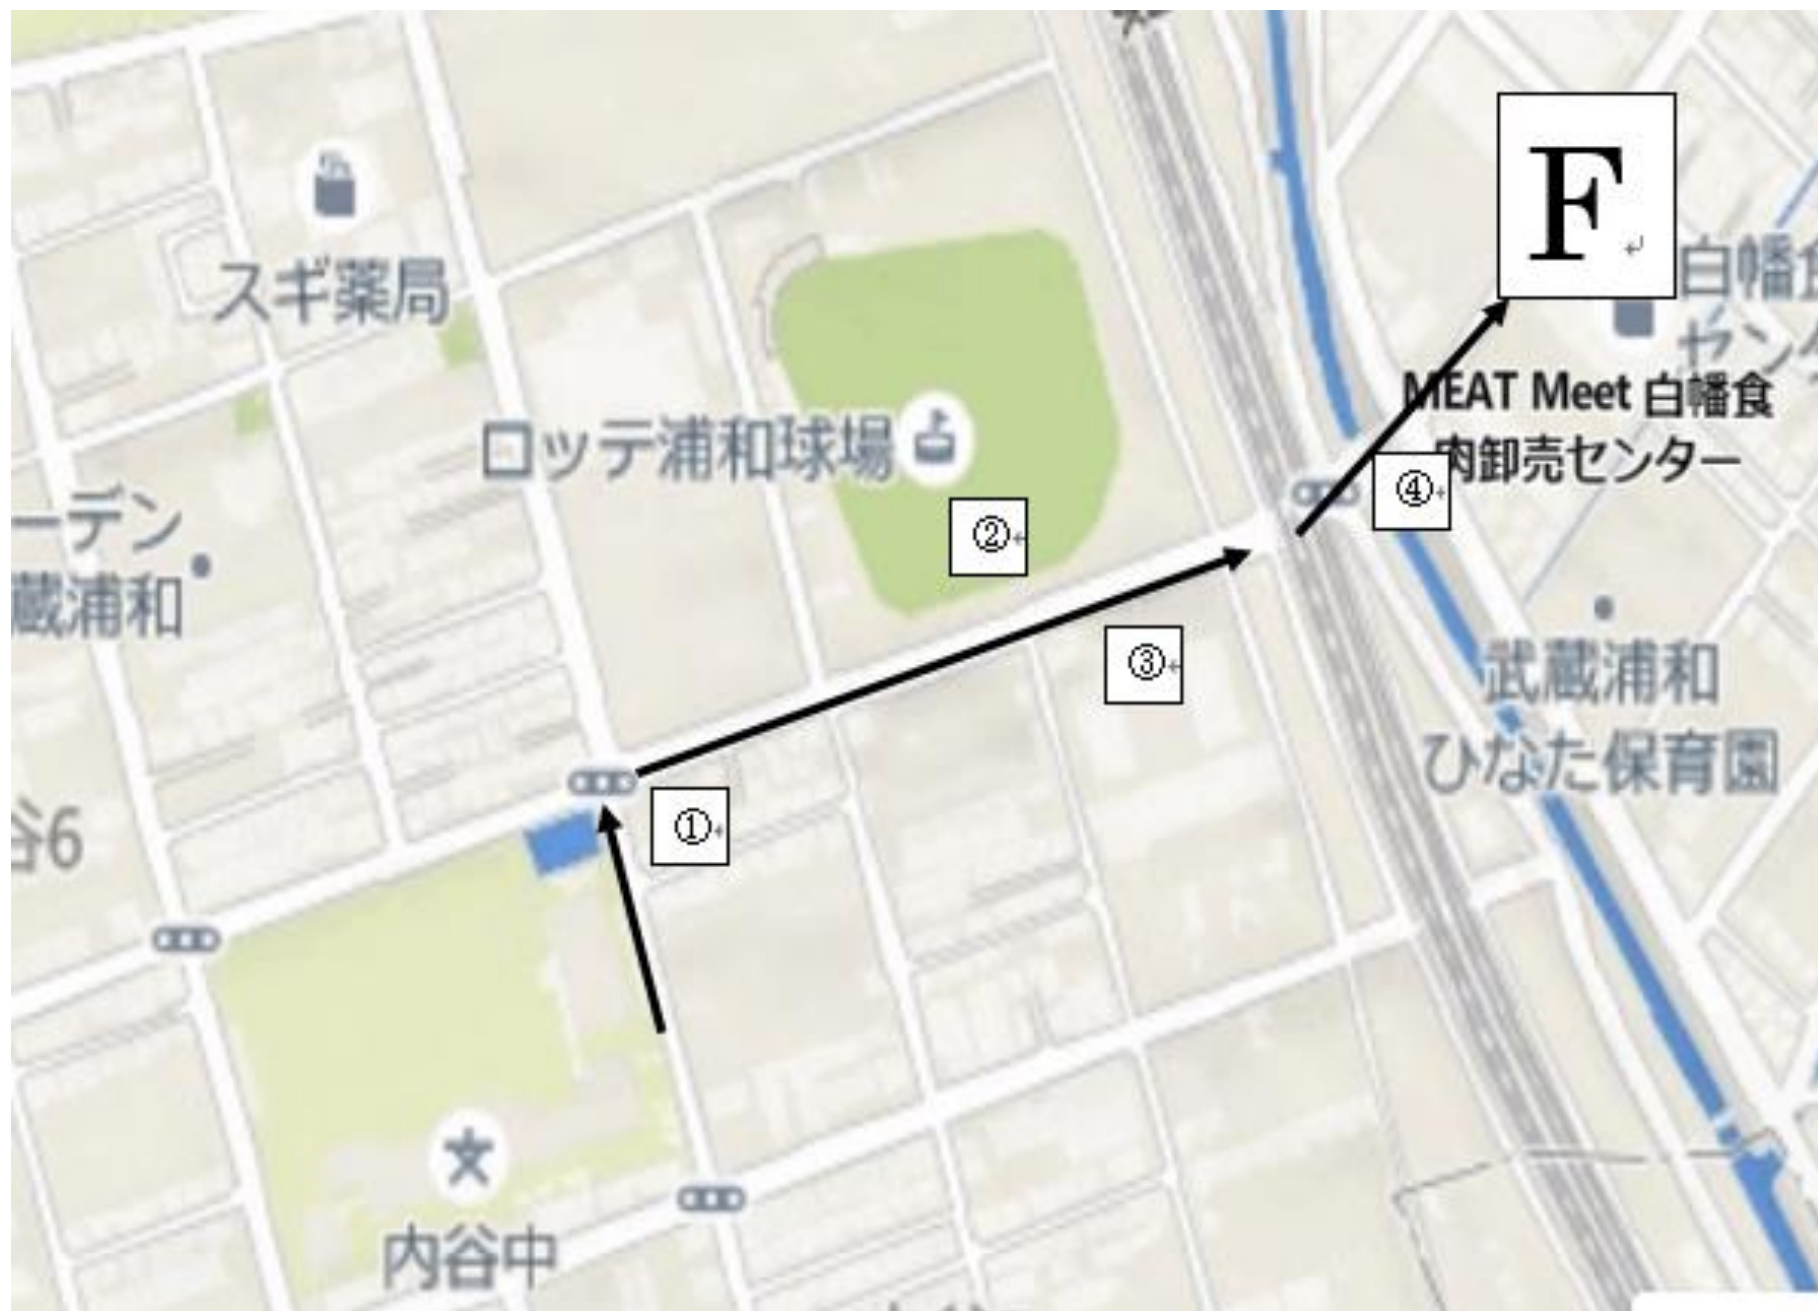 F
スギ薬局
白幡食
セン
MEAT Meet 白幡食
肉卸売センター
ロッテ浦和球場
ーデン
蔵浦和
②
④
③
武蔵浦和
ひなた保育園
①
谷6
文
内谷中